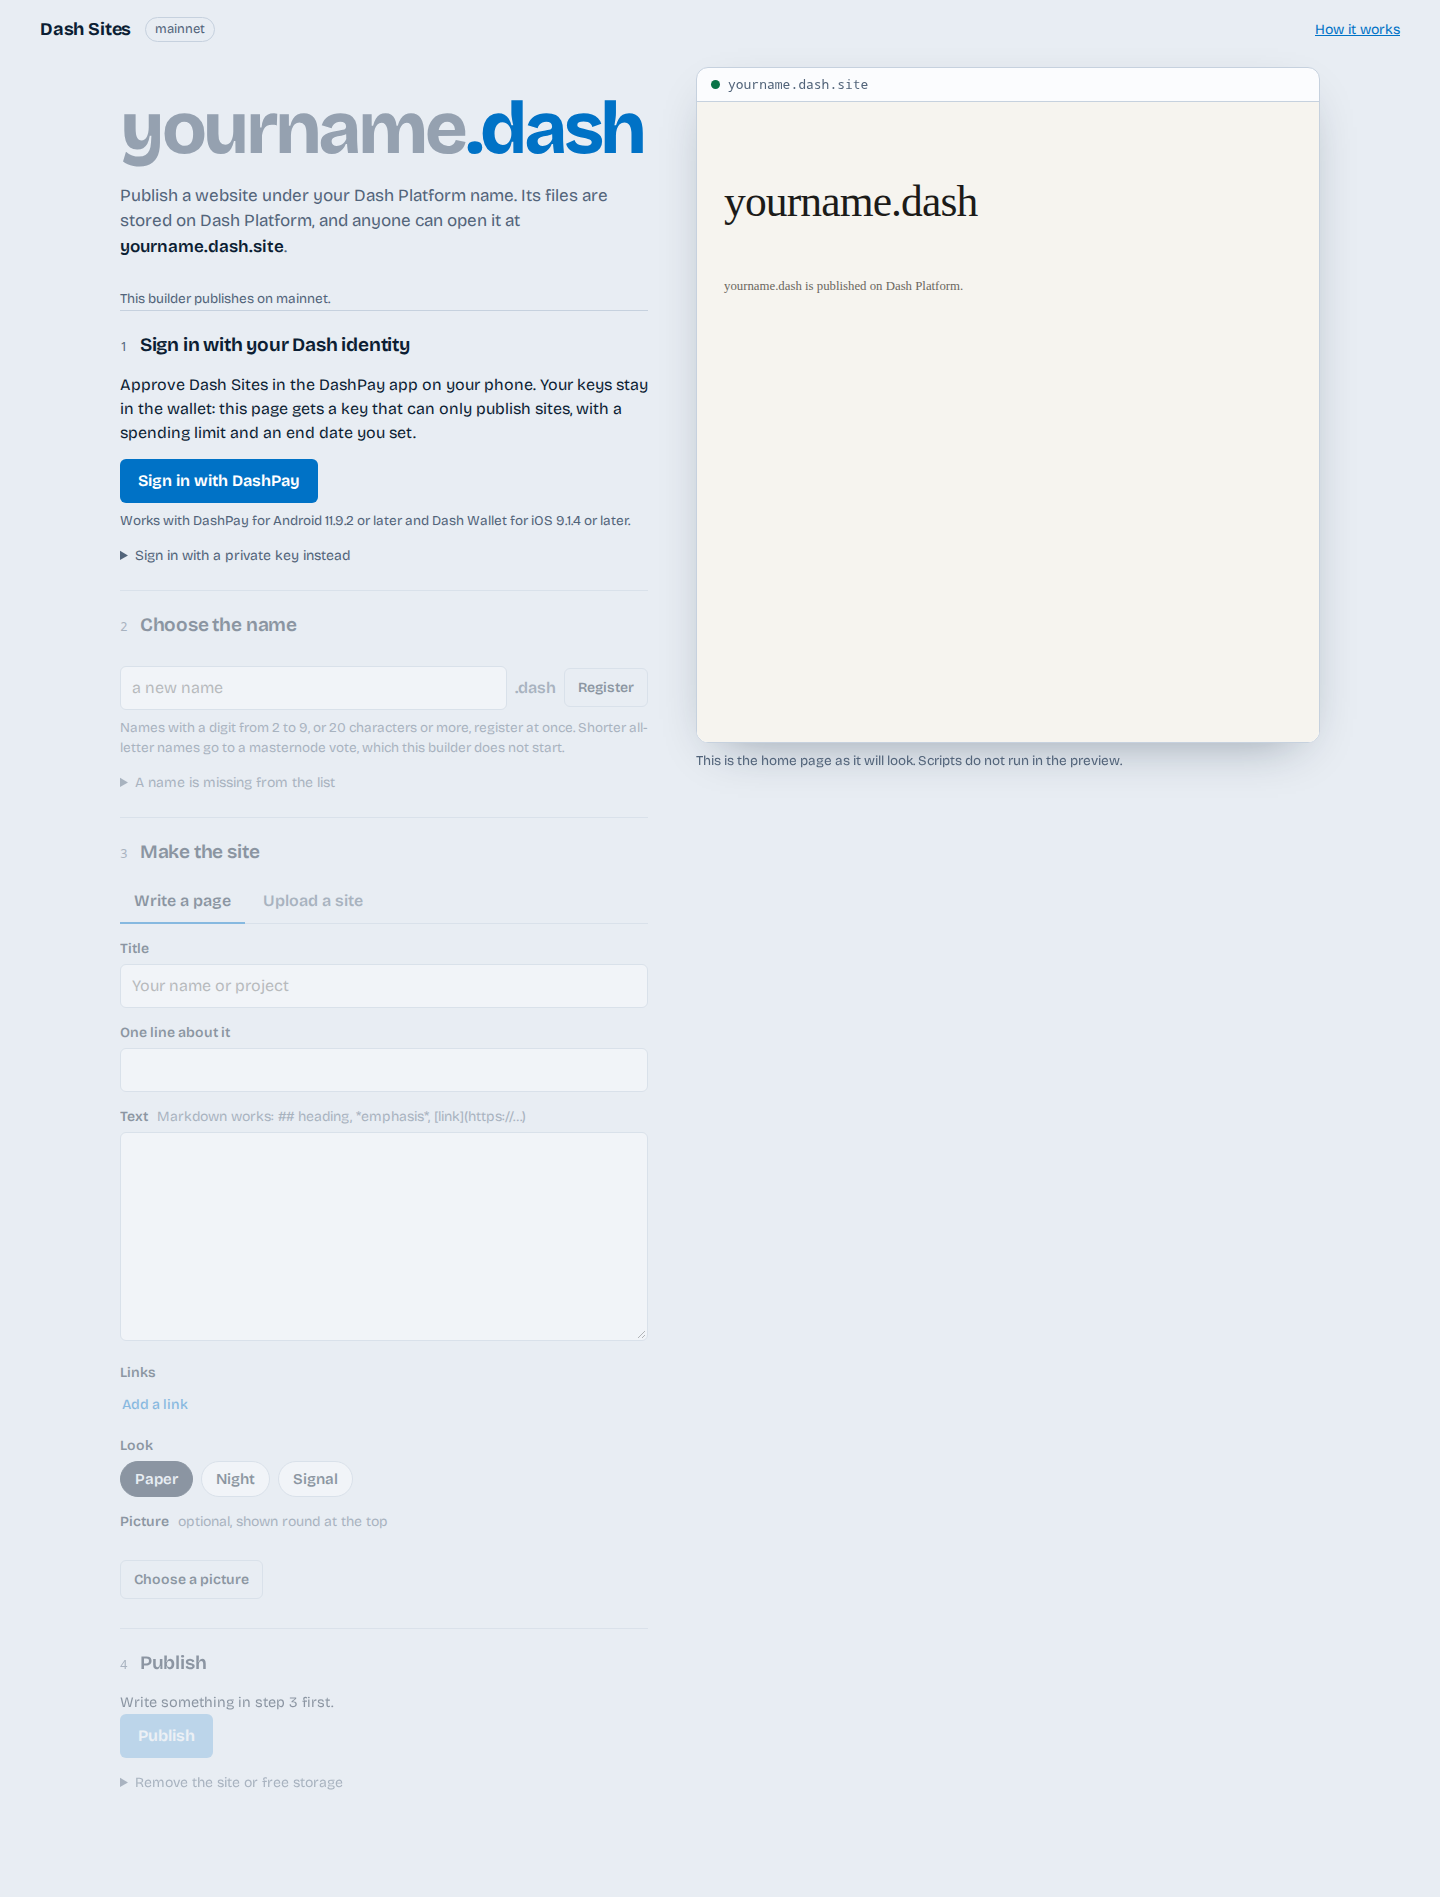 Dash Sites
mainnet
How it works
yourname.dash
Publish a website under your Dash Platform name. Its files are
stored on Dash Platform, and anyone can open it at
yourname.dash.site.
This builder publishes on mainnet.
1 Sign in with your Dash identity
Approve Dash Sites in the DashPay app on your phone. Your keys stay
in the wallet: this page gets a key that can only publish sites, with a
spending limit and an end date you set.
Sign in with DashPay
Works with DashPay for Android 11.9.2 or later and Dash Wallet for iOS 9.1.4 or later.
Sign in with a private key instead
2 Choose the name
a new name
.dash
Register
Names with a digit from 2 to 9, or 20 characters or more, register at once. Shorter all-
letter names go to a masternode vote, which this builder does not start.
A name is missing from the list
3 Make the site
Write a page
Upload a site
Title
Your name or project
One line about it
Text Markdown works: ## heading, *emphasis*, [link](https://...)
Links
Add a link
Look
Paper
Night
Signal
Picture optional, shown round at the top
Choose a picture
4 Publish
Write something in step 3 first.
Publish
Remove the site or free storage
yourname.dash.site
yourname.dash
yourname.dash is published on Dash Platform.
This is the home page as it will look. Scripts do not run in the preview.